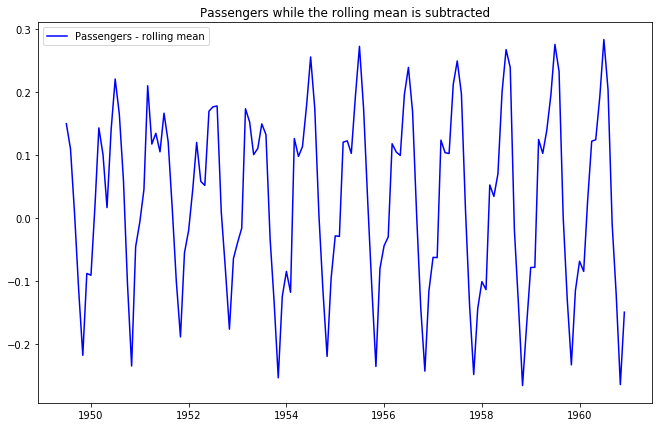 Passengers while the rolling mean is subtracted
Passengers - rolling mean
0.3
0.2
0.1
0.0
−0.1
−0.2
1950 1952 1954 1956 1958 1960